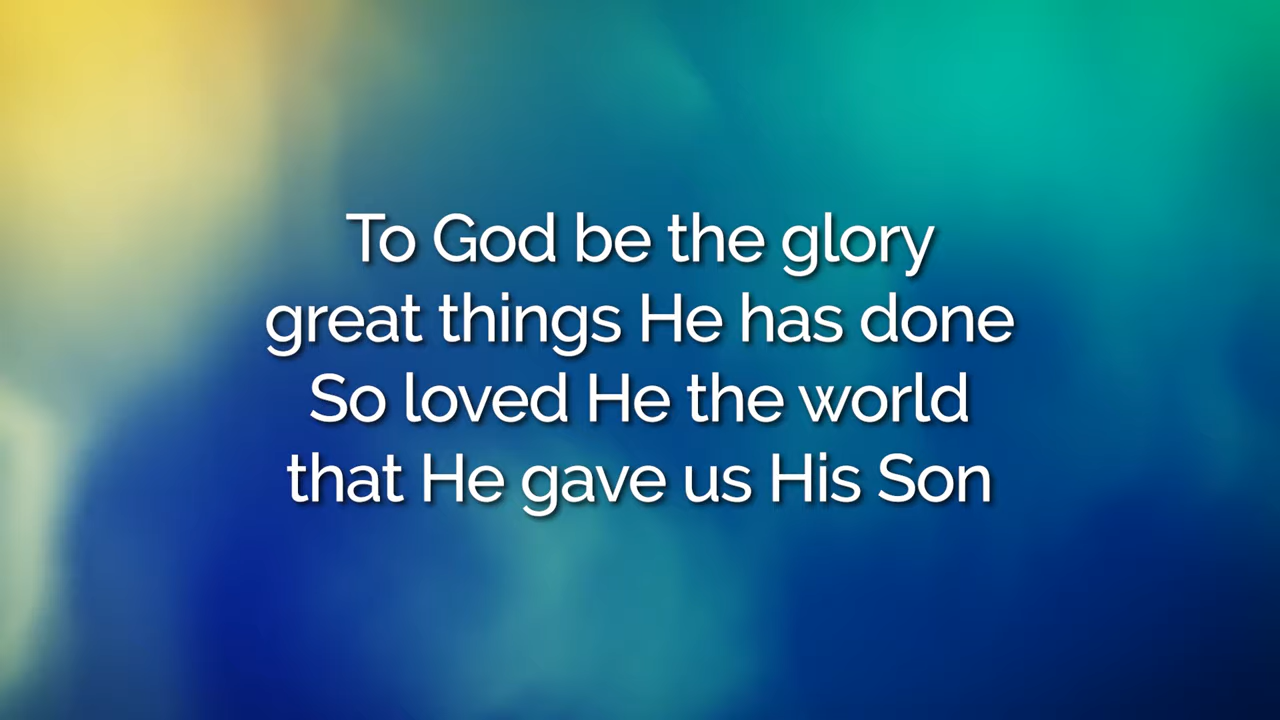 To God be the glory
great things He has done
So loved He the world
that He gave us His Son